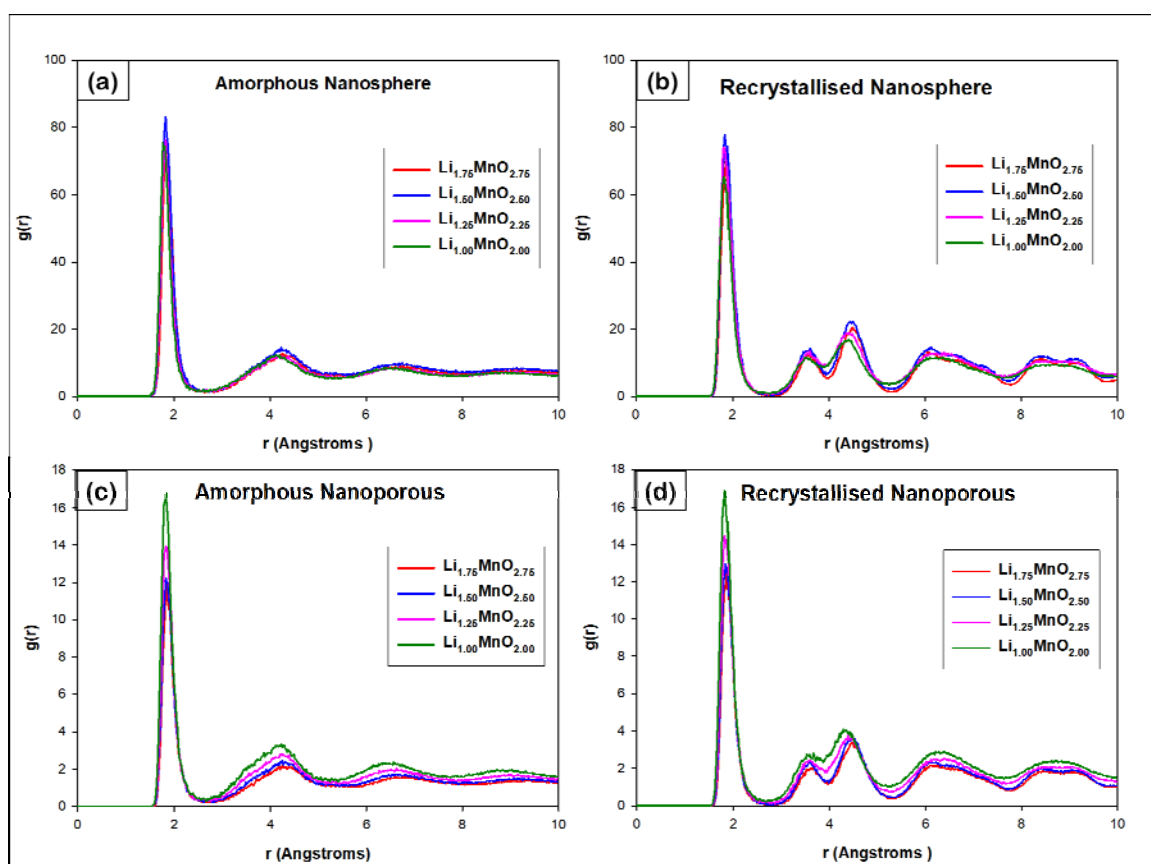 (a)
Amorphous Nanosphere
100
80
60
40
20
0
g(r)
Li1.75MnO2.75
Li1.50MnO2.50
Li1.25MnO2.25
Li1.00MnO2.00
0 2 4 6 8 10
r (Angstroms )
(b)
Recrystallised Nanosphere
100
80
60
40
20
0
g(r)
Li1.75MnO2.75
Li1.50MnO2.50
Li1.25MnO2.25
Li1.00MnO2.00
0 2 4 6 8 10
r (Angstroms)
(c)
Amorphous Nanoporous
18
16
14
12
10
8
6
4
2
0
g(r)
Li1.75MnO2.75
Li1.50MnO2.50
Li1.25MnO2.25
Li1.00MnO2.00
0 2 4 6 8 10
r (Angstroms)
(d)
Recrystallised Nanoporous
18
16
14
12
10
8
6
4
2
0
g(r)
Li1.75MnO2.75
Li1.50MnO2.50
Li1.25MnO2.25
Li1.00MnO2.00
0 2 4 6 8 10
r (Angstroms)